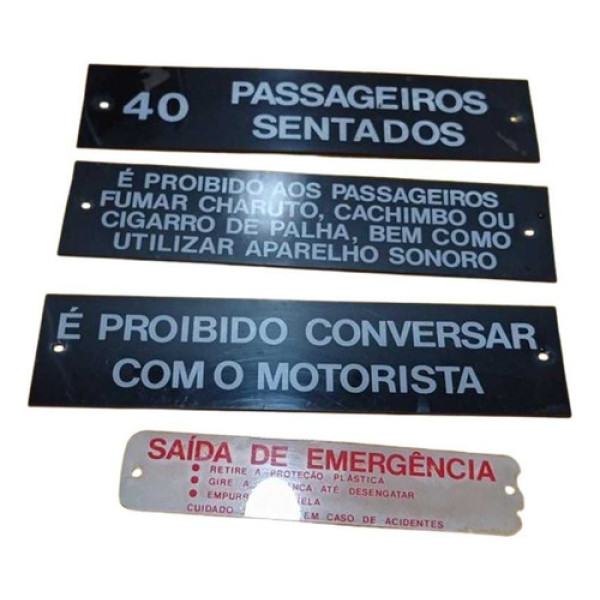 40 PASSAGEIROS
SENTADOS
É PROIBIDO AOS PASSAGEIROS
FUMAR CHARUTO, CACHIMBO OU
CIGARRO DE PALHA, BEM COMO
UTILIZAR APARELHO SONORO
É PROIBIDO CONVERSAR
COM O MOTORISTA
SAÍDA DE EMERGÊNCIA
RETIRE A PROTEÇÃO PLÁSTICA
GIRE A ATÉ DESENGATAR
CUIDADO EM CASO DE ACIDENTES